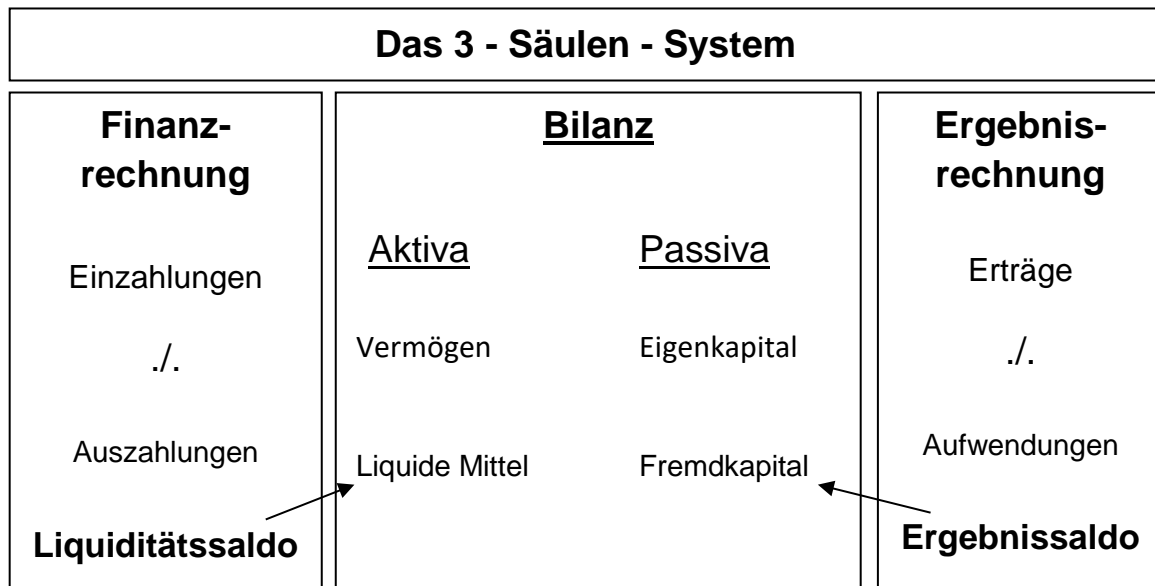 Das 3 - Säulen - System
Finanz-
rechnung
Einzahlungen
./.
Auszahlungen
Liquiditätssaldo
Bilanz
Aktiva
Passiva
Vermögen
Eigenkapital
Liquide Mittel
Fremdkapital
Ergebnis-
rechnung
Erträge
./.
Aufwendungen
Ergebnissaldo